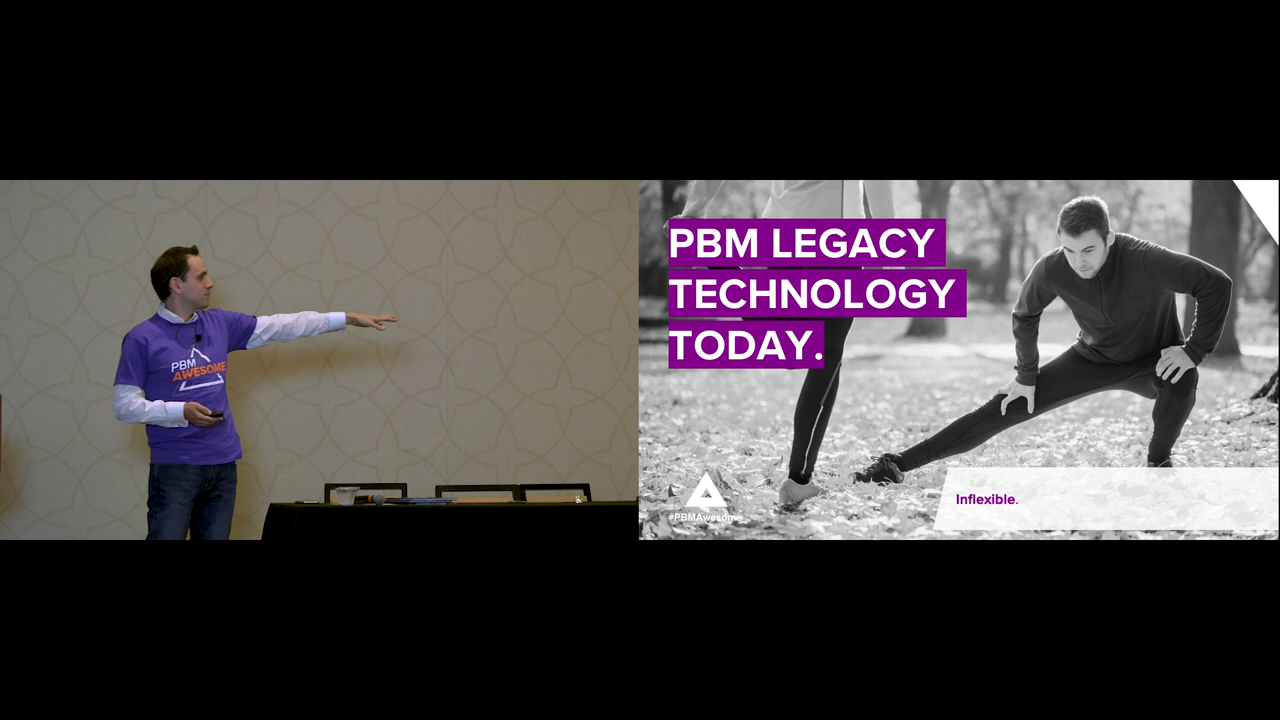 PBM
AWESOME
PBM LEGACY
TECHNOLOGY
TODAY.
#PBMAwesome
Inflexible.